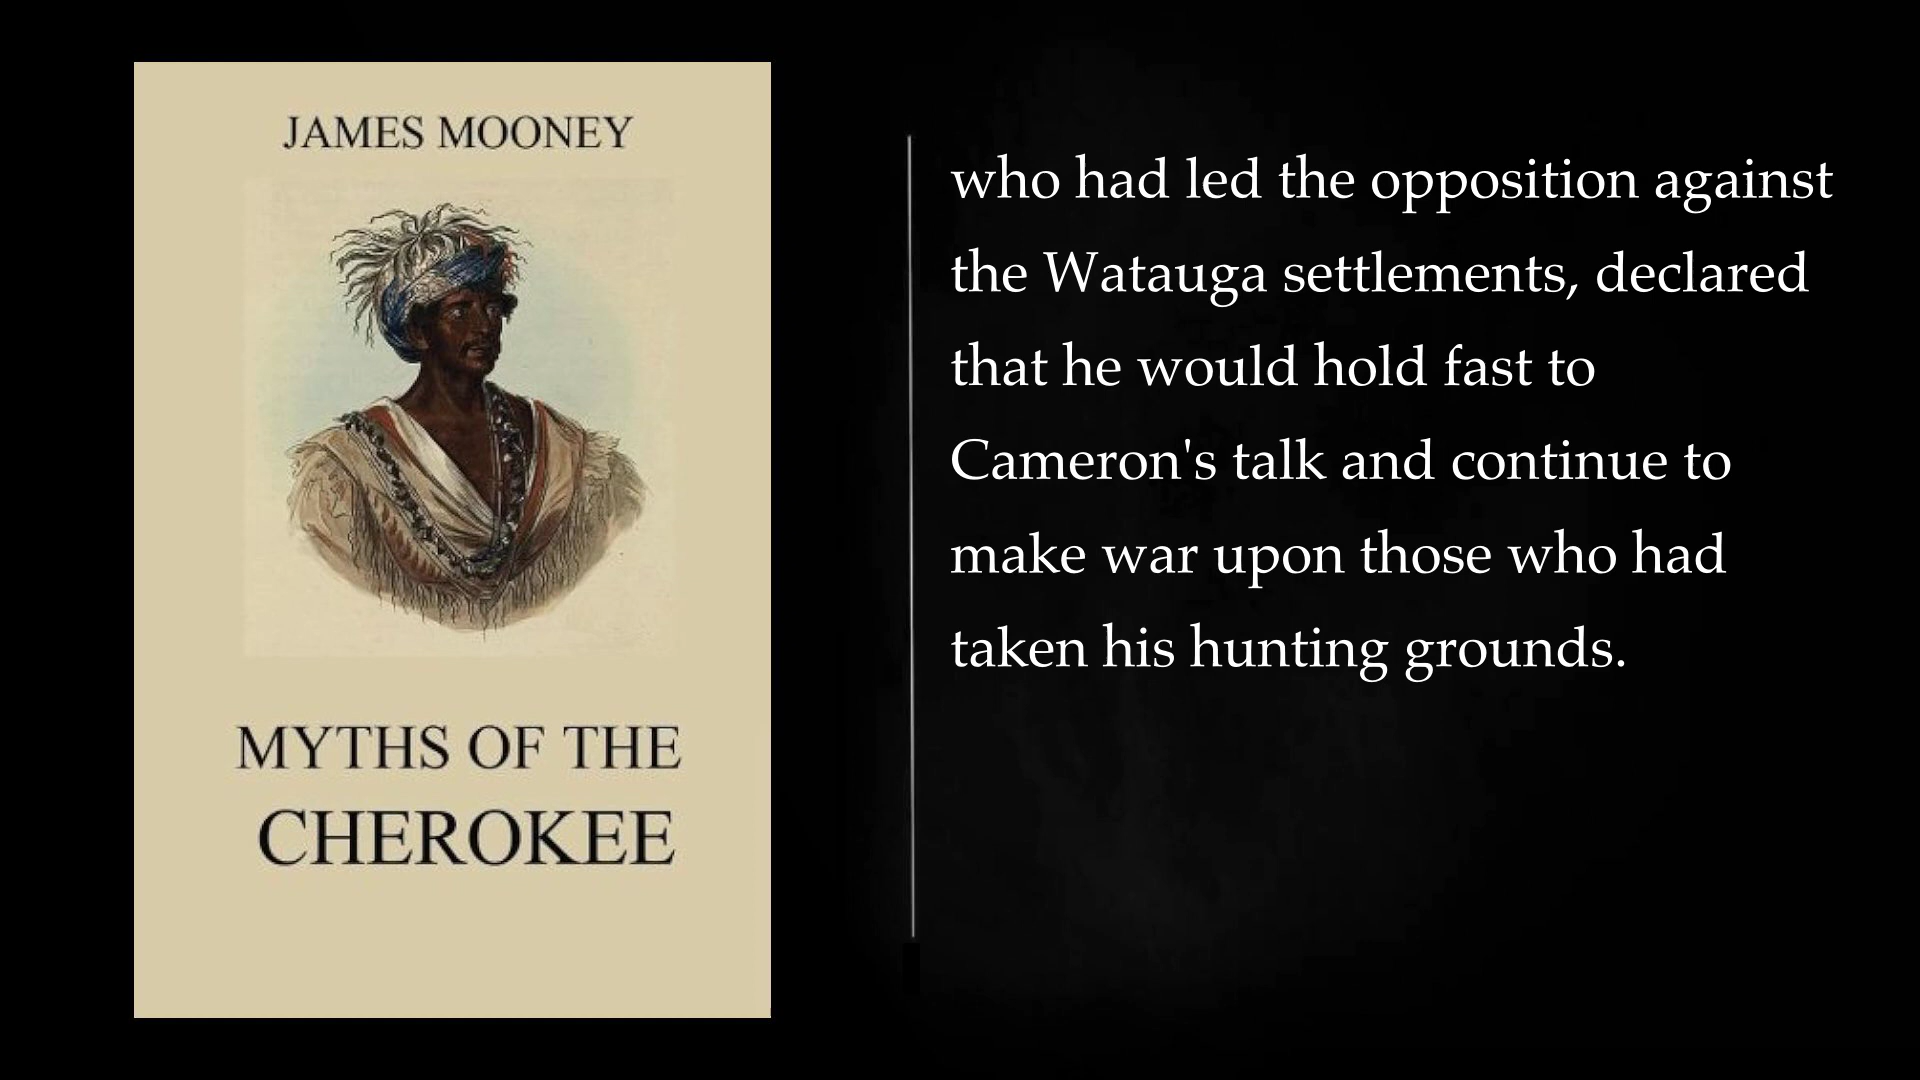 JAMES MOONEY
MYTHS OF THE
CHEROKEE
who had led the opposition against
the Watauga settlements, declared
that he would hold fast to
Cameron's talk and continue to
make war upon those who had
taken his hunting grounds.